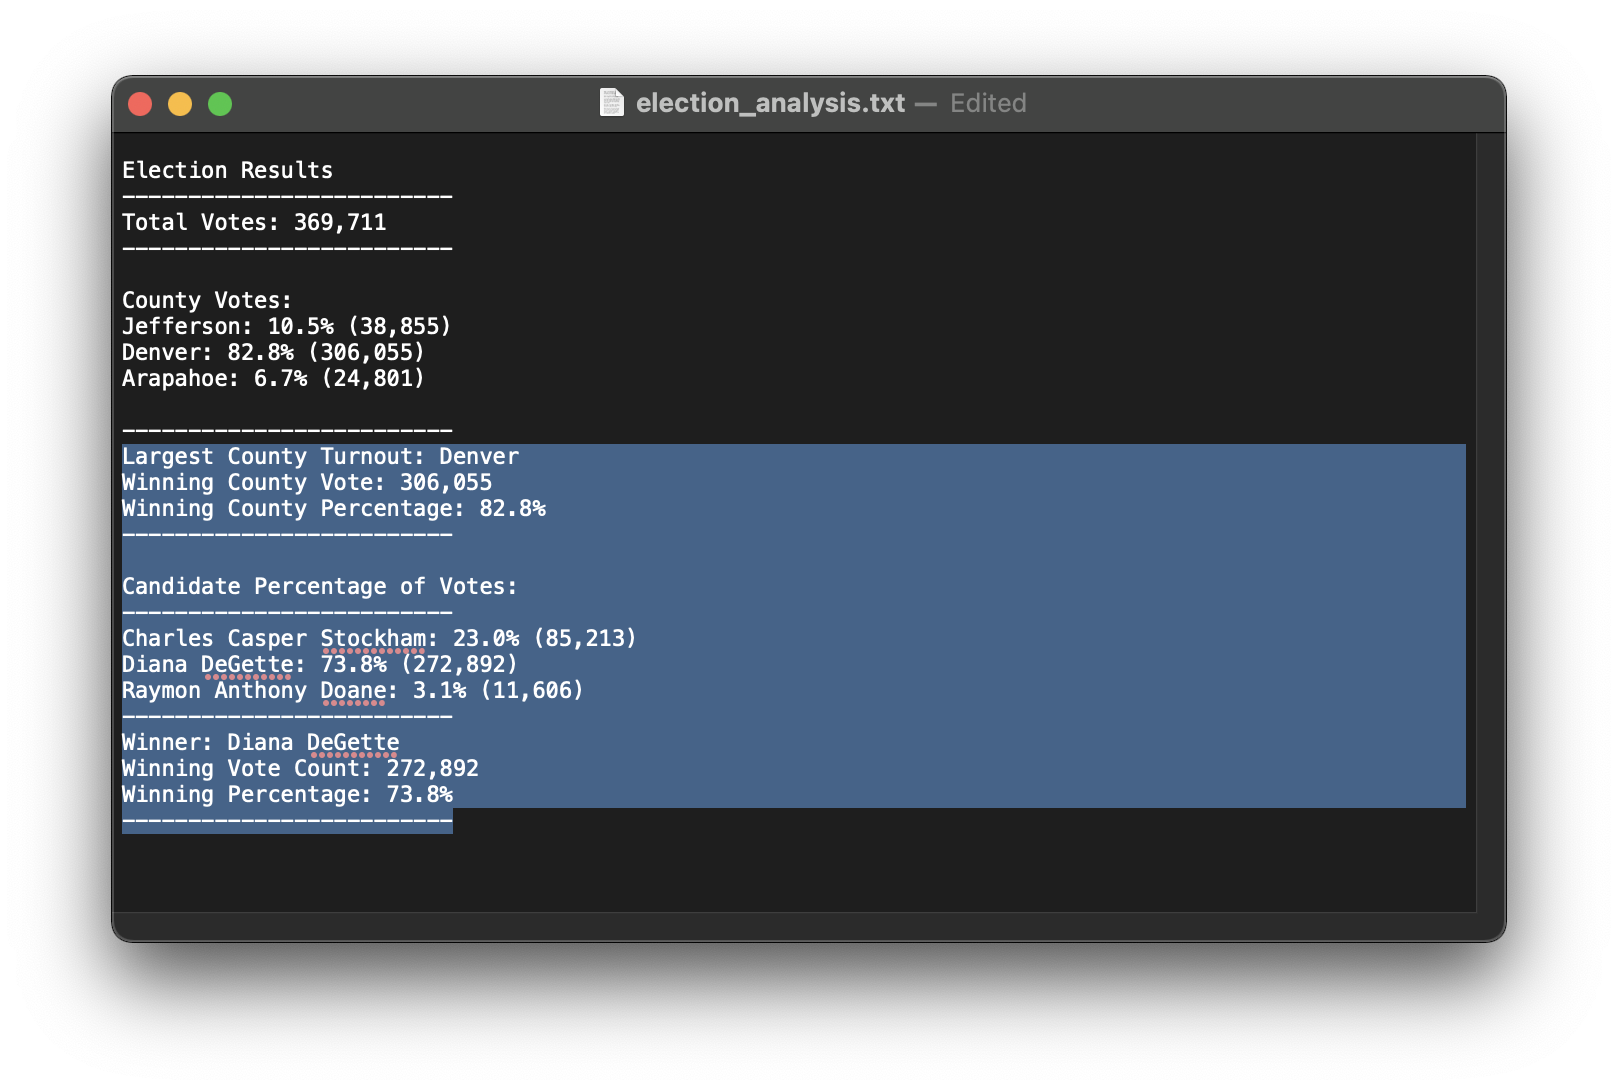 election_analysis.txt — Edited
Election Results
-------------------------
Total Votes: 369,711
-------------------------
County Votes:
Jefferson: 10.5% (38,855)
Denver: 82.8% (306,055)
Arapahoe: 6.7% (24,801)
-------------------------
Largest County Turnout: Denver
Winning County Vote: 306,055
Winning County Percentage: 82.8%
-------------------------
Candidate Percentage of Votes:
-------------------------
Charles Casper Stockham: 23.0% (85,213)
Diana DeGette: 73.8% (272,892)
Raymon Anthony Doane: 3.1% (11,606)
-------------------------
Winner: Diana DeGette
Winning Vote Count: 272,892
Winning Percentage: 73.8%
-------------------------